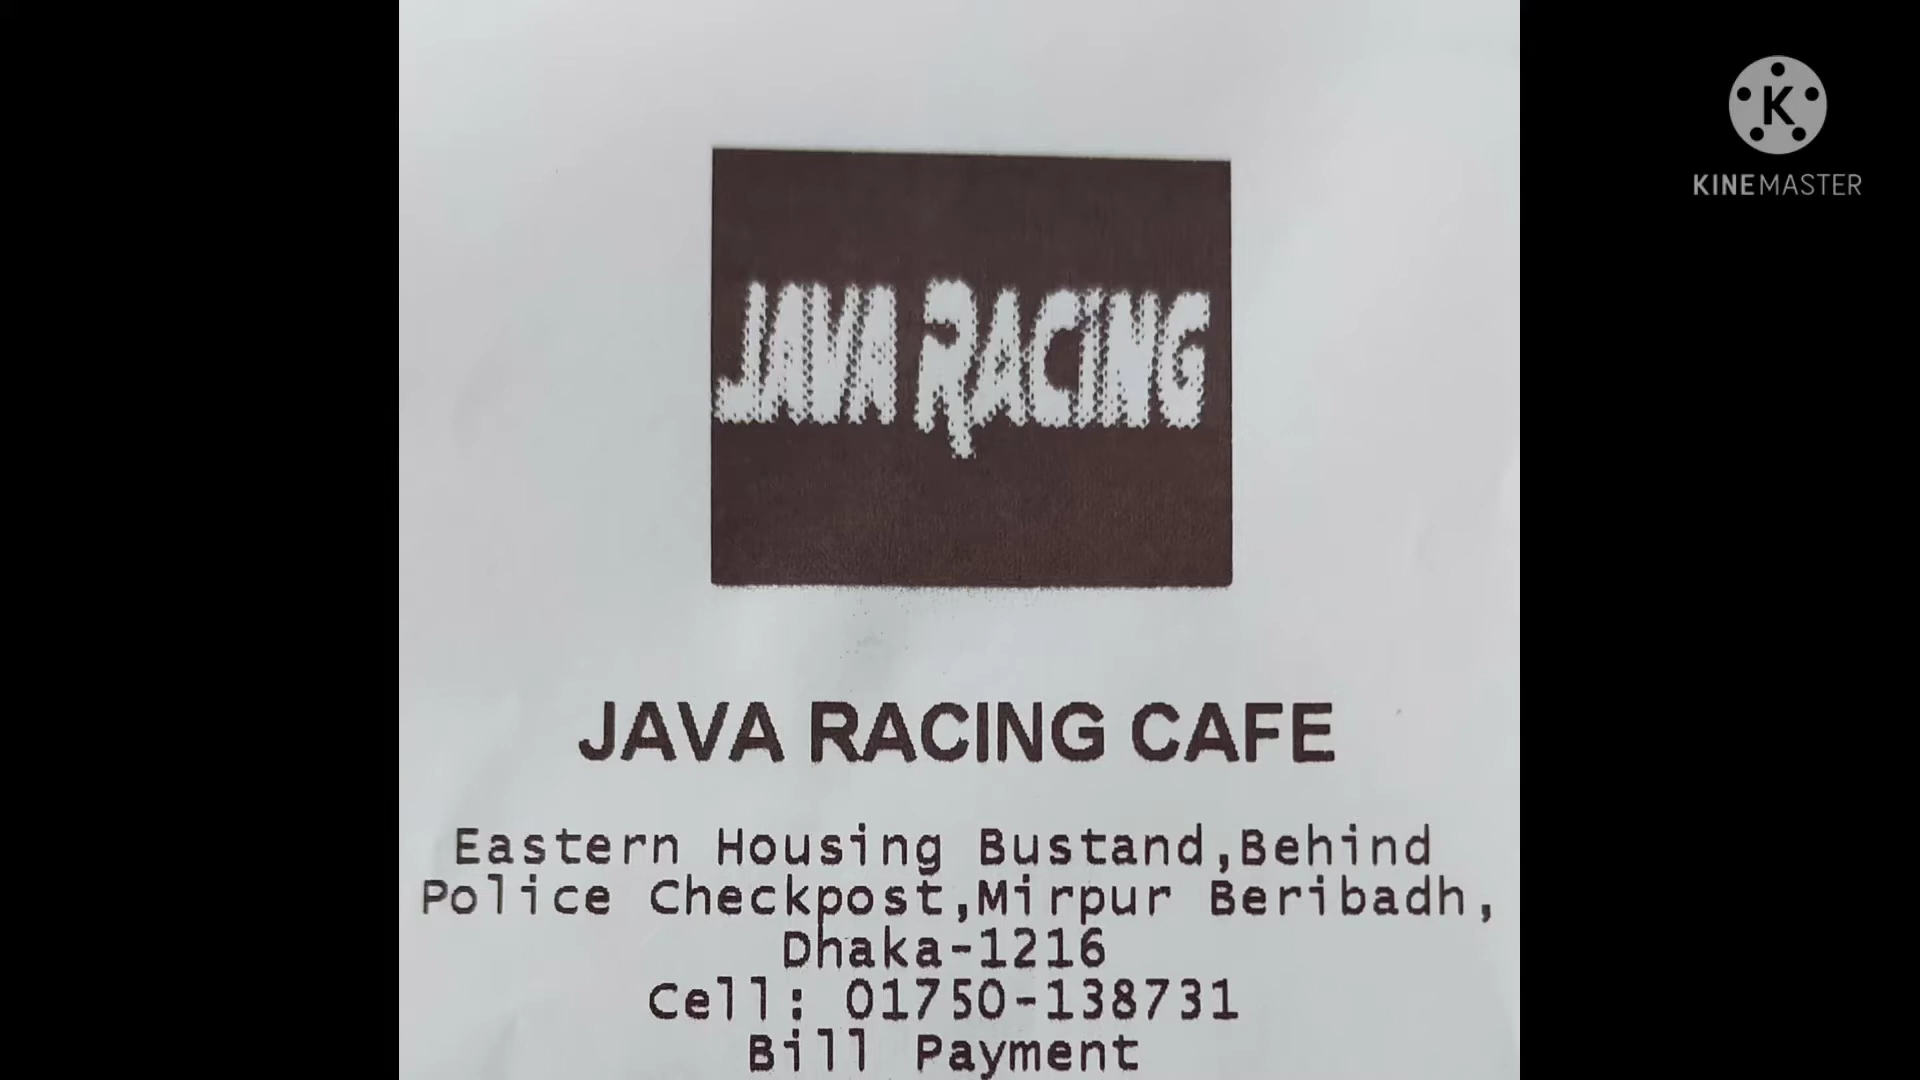 K
KINEMASTER
JAVA RACING
JAVA RACING CAFE
Eastern Housing Bustand,Behind
Police Checkpost,Mirpur Beribadh,
Dhaka-1216
Cell: 01750-138731
Bill Payment